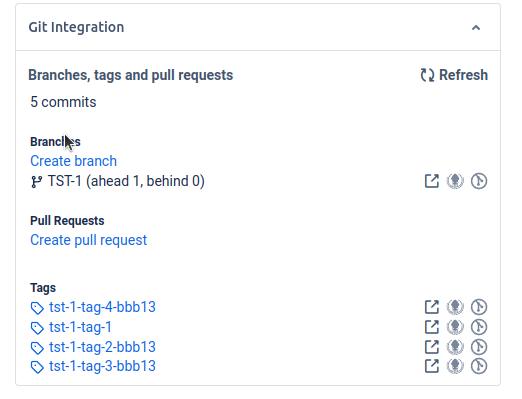 Git Integration
Branches, tags and pull requests
Refresh
5 commits
Branches
Create branch
TST-1 (ahead 1, behind 0)
Pull Requests
Create pull request
Tags
tst-1-tag-4-bbb13
tst-1-tag-1
tst-1-tag-2-bbb13
tst-1-tag-3-bbb13